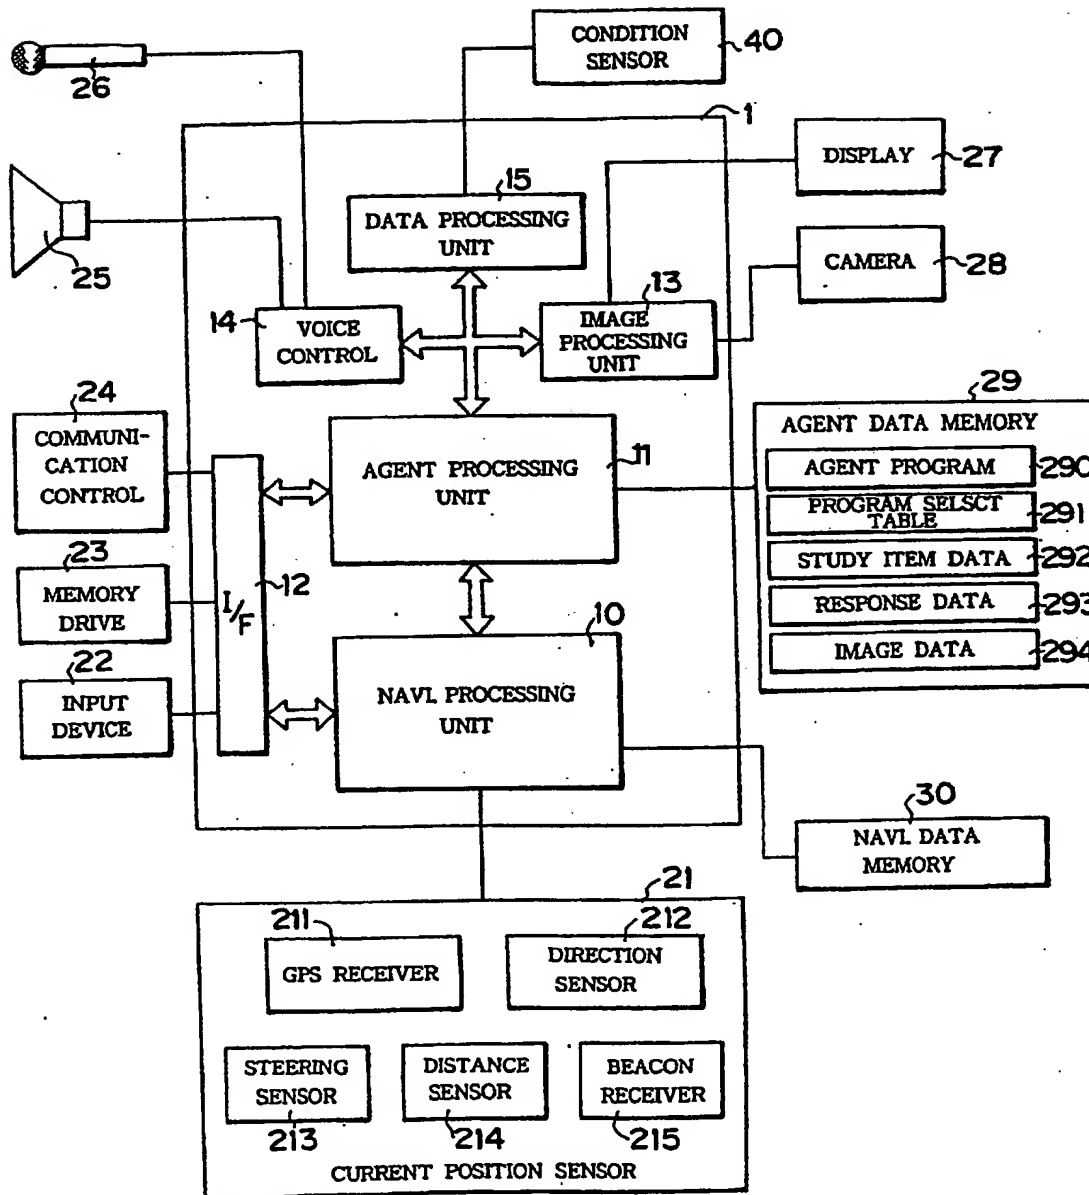 CONDITION
SENSOR
40
26
1
DISPLAY
27
15
DATA PROCESSING
UNIT
25
CAMERA
28
13
14
VOICE
CONTROL
IMAGE
PROCESSING
UNIT
24
COMMUNI-
CATION
CONTROL
29
AGENT DATA MEMORY
AGENT PROGRAM
290
PROGRAM SELSCT
TABLE
291
STUDY ITEM DATA
292
RESPONSE DATA
293
IMAGE DATA
294
AGENT PROCESSING
UNIT
11
23
MEMORY
DRIVE
I/F
12
22
INPUT
DEVICE
10
NAVI. PROCESSING
UNIT
30
NAVI. DATA
MEMORY
21
211
GPS RECEIVER
212
DIRECTION
SENSOR
STEERING
SENSOR
213
DISTANCE
SENSOR
214
BEACON
RECEIVER
215
CURRENT POSITION SENSOR